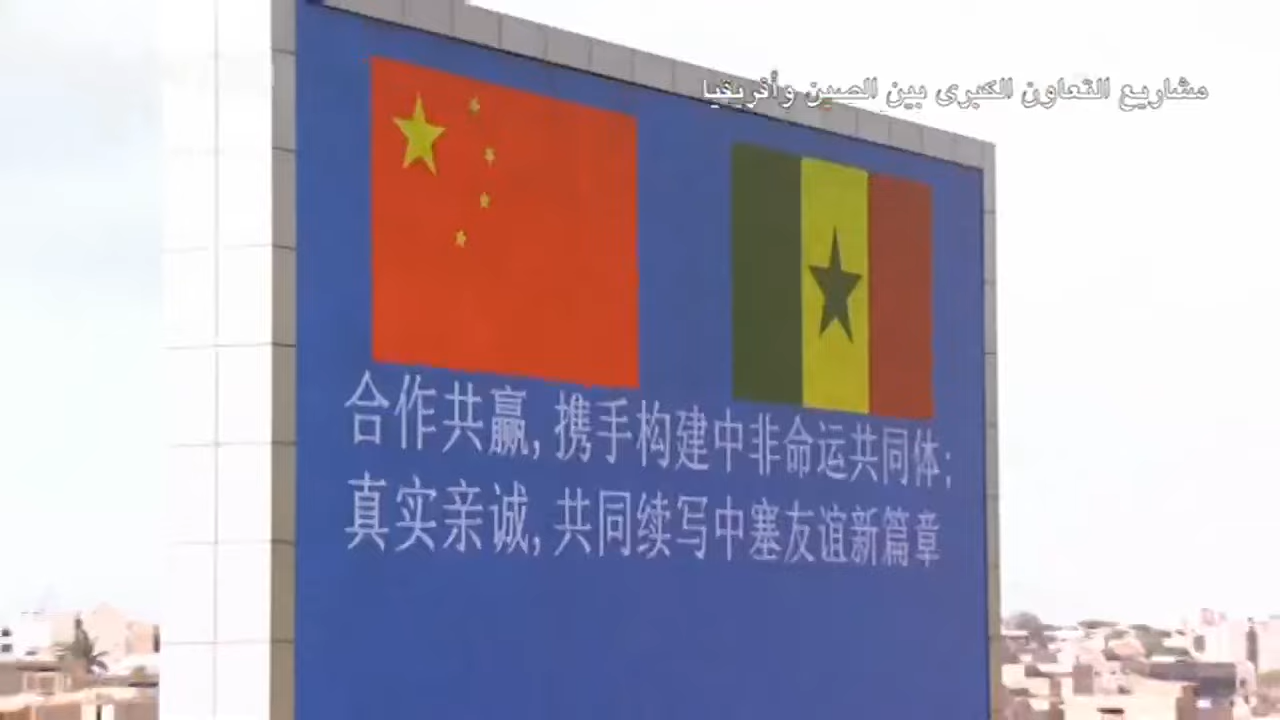 مشاريع التعاون الكبرى بين الصين وأفريقيا
合作共赢,携手构建中非命运共同体;
真实亲诚,共同续写中塞友谊新篇章